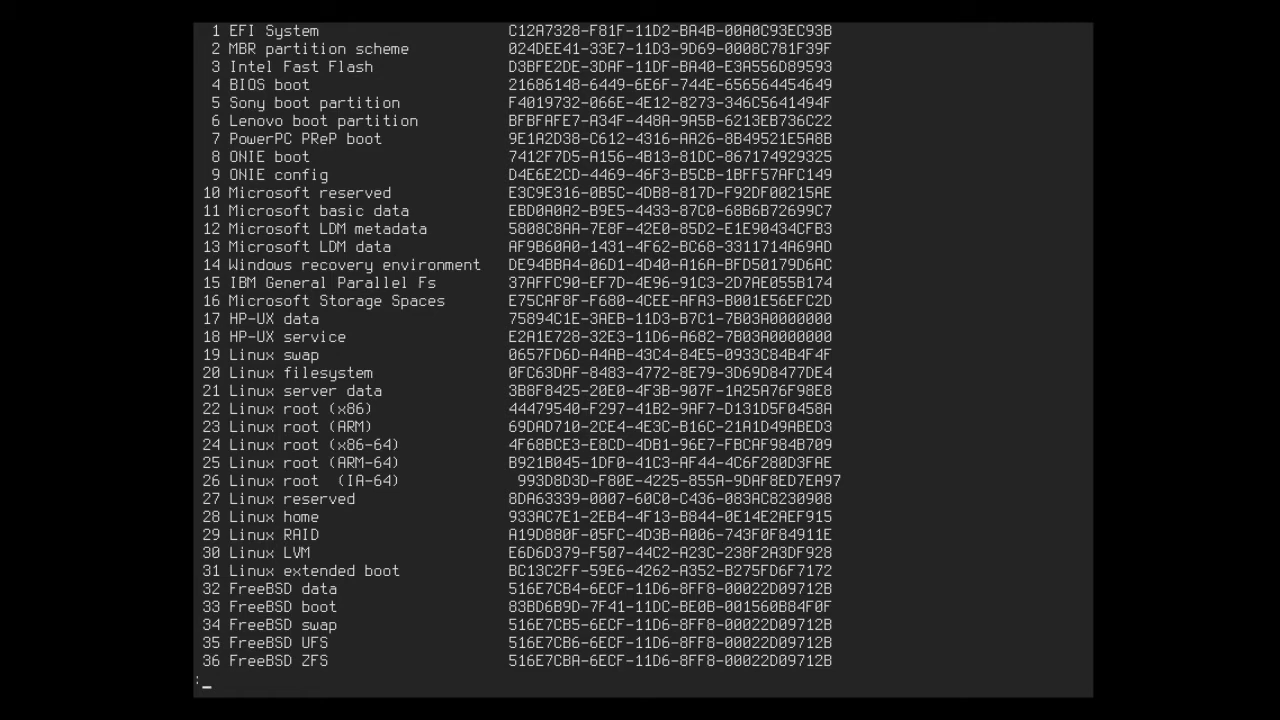 1 EFI System C12A7328-F81F-11D2-BA4B-00A0C93EC93B
2 MBR partition scheme 024DEE41-33E7-11D3-9D69-0008C781F39F
3 Intel Fast Flash D3BFE2DE-3DAF-11DF-BA40-E3A556D89593
4 BIOS boot 21686148-6449-6E6F-744E-656564454649
5 Sony boot partition F4019732-066E-4E12-8273-346C5641494F
6 Lenovo boot partition BFBFAFE7-A34F-448A-9A5B-6213EB736C22
7 PowerPC PReP boot 9E1A2D38-C612-4316-AA26-8B49521E5A8B
8 ONIE boot 7412F7D5-A156-4B13-81DC-867174929325
9 ONIE config D4E6E2CD-4469-46F3-B5CB-1BFF57AFC149
10 Microsoft reserved E3C9E316-0B5C-4DB8-817D-F92DF00215AE
11 Microsoft basic data EBD0A0A2-B9E5-4433-87C0-68B6B72699C7
12 Microsoft LDM metadata 5808C8AA-7E8F-42E0-85D2-E1E90434CFB3
13 Microsoft LDM data AF9B60A0-1431-4F62-BC68-3311714A69AD
14 Windows recovery environment DE94BBA4-06D1-4D40-A16A-BFD50179D6AC
15 IBM General Parallel Fs 37AFFC90-EF7D-4E96-91C3-2D7AE055B174
16 Microsoft Storage Spaces E75CAF8F-F680-4CEE-AFA3-B001E56EFC2D
17 HP-UX data 75894C1E-3AEB-11D3-B7C1-7B03A0000000
18 HP-UX service E2A1E728-32E3-11D6-A682-7B03A0000000
19 Linux swap 0657FD6D-A4AB-43C4-84E5-0933C84B4F4F
20 Linux filesystem 0FC63DAF-8483-4772-8E79-3D69D8477DE4
21 Linux server data 3B8F8425-20E0-4F3B-907F-1A25A76F98E8
22 Linux root (x86) 44479540-F297-41B2-9AF7-D131D5F0458A
23 Linux root (ARM) 69DAD710-2CE4-4E3C-B16C-21A1D49ABED3
24 Linux root (x86-64) 4F68BCE3-E8CD-4DB1-96E7-FBCAF984B709
25 Linux root (ARM-64) B921B045-1DF0-41C3-AF44-4C6F280D3FAE
26 Linux root  (IA-64) 993D8D3D-F80E-4225-855A-9DAF8ED7EA97
27 Linux reserved 8DA63339-0007-60C0-C436-083AC8230908
28 Linux home 933AC7E1-2EB4-4F13-B844-0E14E2AEF915
29 Linux RAID A19D880F-05FC-4D3B-A006-743F0F84911E
30 Linux LVM E6D6D379-F507-44C2-A23C-238F2A3DF928
31 Linux extended boot BC13C2FF-59E6-4262-A352-B275FD6F7172
32 FreeBSD data 516E7CB4-6ECF-11D6-8FF8-00022D09712B
33 FreeBSD boot 83BD6B9D-7F41-11DC-BE0B-001560B84F0F
34 FreeBSD swap 516E7CB5-6ECF-11D6-8FF8-00022D09712B
35 FreeBSD UFS 516E7CB6-6ECF-11D6-8FF8-00022D09712B
36 FreeBSD ZFS 516E7CBA-6ECF-11D6-8FF8-00022D09712B
:_